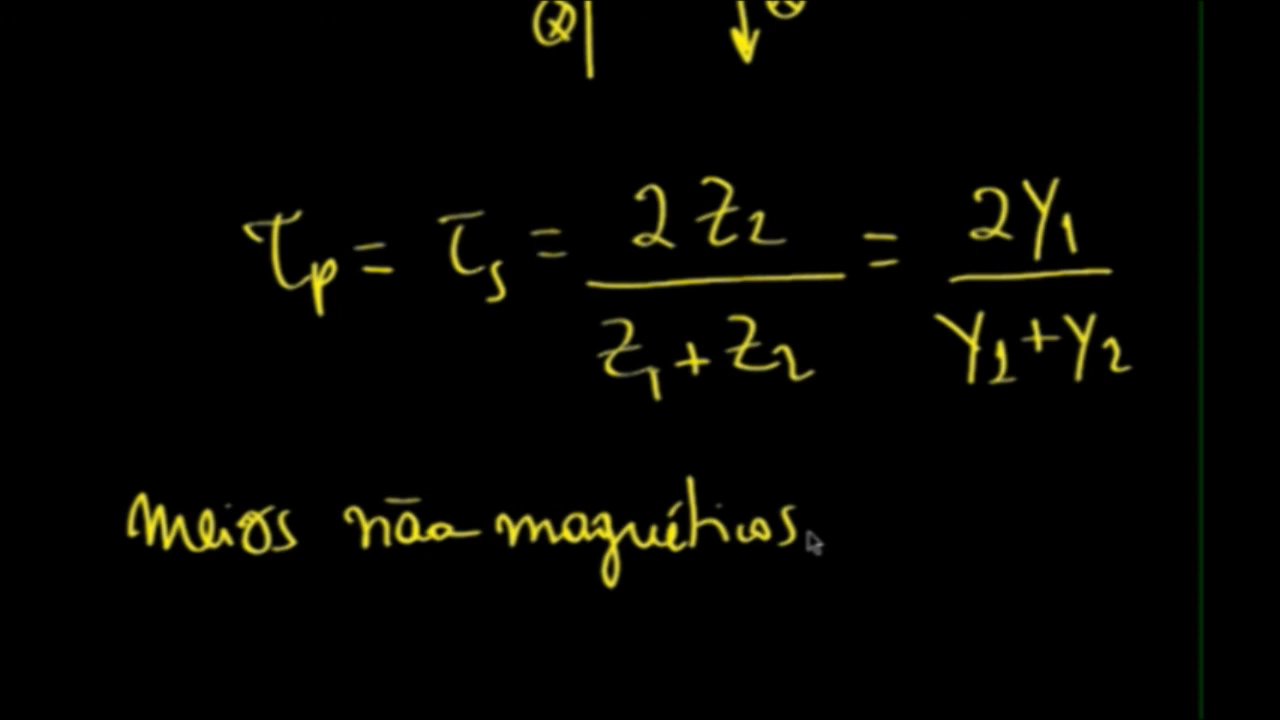 τp = τs = 2Z2 / (Z1 + Z2) = 2Y1 / (Y1 + Y2)
Meios não magnéticos